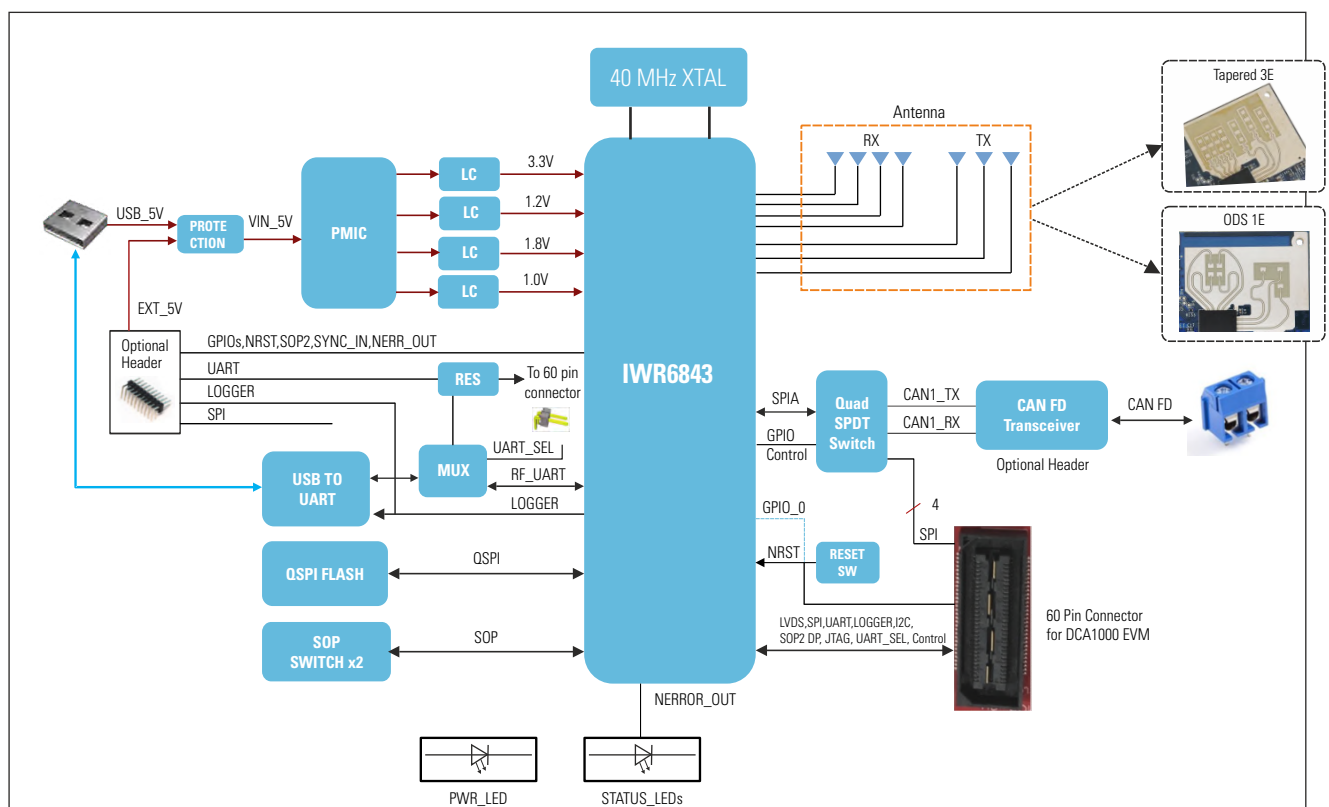 40 MHz XTAL
Tapered 3E
Antenna
RX
TX
ODS 1E
USB_5V
PROTE
CTION
VIN_5V
PMIC
LC
3.3V
LC
1.2V
LC
1.8V
LC
1.0V
EXT_5V
Optional
Header
GPIOs,NRST,SOP2,SYNC_IN,NERR_OUT
UART
LOGGER
SPI
RES
To 60 pin
connector
UART_SEL
MUX
RF_UART
LOGGER
USB TO
UART
QSPI FLASH
QSPI
SOP
SWITCH x2
SOP
IWR6843
SPIA
GPIO
Control
Quad
SPDT
Switch
CAN1_TX
CAN1_RX
CAN FD
Transceiver
Optional Header
CAN FD
4
SPI
GPIO_0
NRST
RESET
SW
LVDS,SPI,UART,LOGGER,I2C,
SOP2 DP, JTAG, UART_SEL, Control
60 Pin Connector
for DCA1000 EVM
NERROR_OUT
PWR_LED
STATUS_LEDs